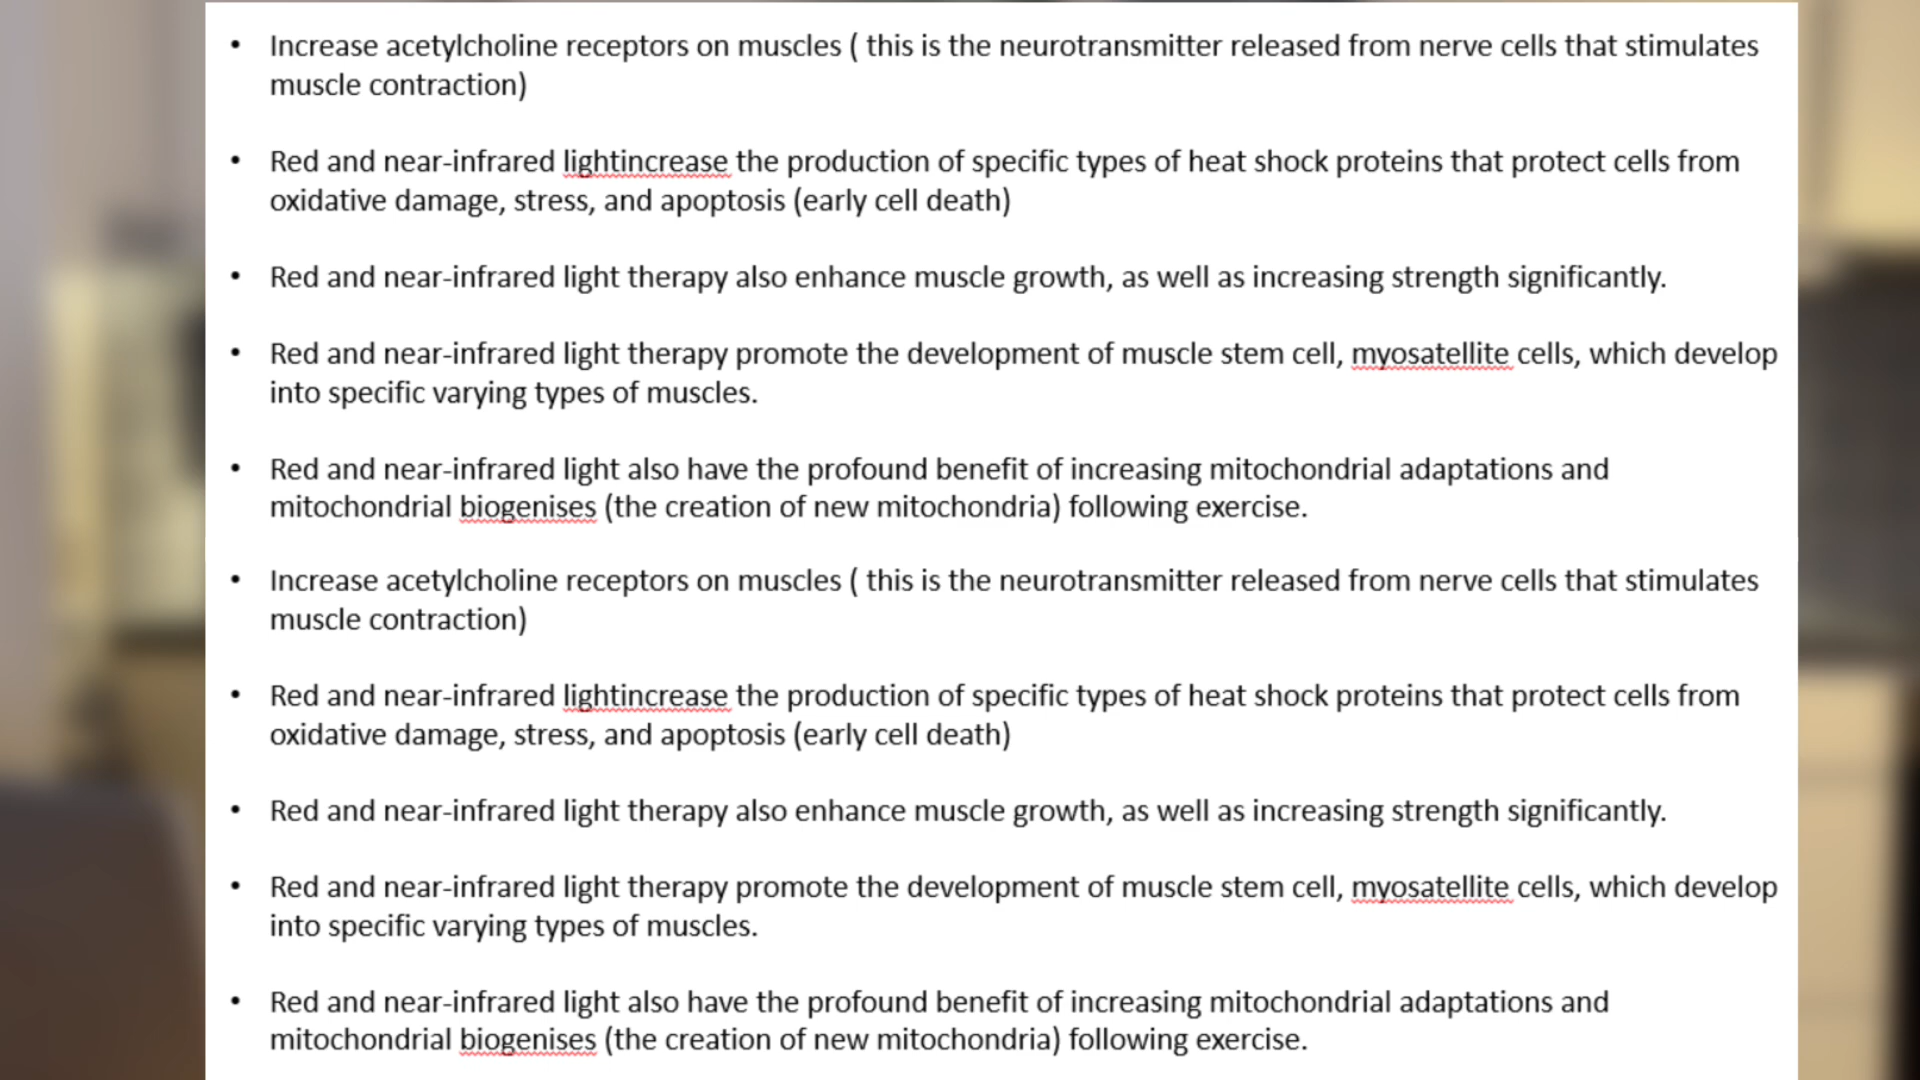 • Increase acetylcholine receptors on muscles ( this is the neurotransmitter released from nerve cells that stimulates
muscle contraction)
• Red and near-infrared lightincrease the production of specific types of heat shock proteins that protect cells from
oxidative damage, stress, and apoptosis (early cell death)
• Red and near-infrared light therapy also enhance muscle growth, as well as increasing strength significantly.
• Red and near-infrared light therapy promote the development of muscle stem cell, myosatellite cells, which develop
into specific varying types of muscles.
• Red and near-infrared light also have the profound benefit of increasing mitochondrial adaptations and
mitochondrial biogenises (the creation of new mitochondria) following exercise.
• Increase acetylcholine receptors on muscles ( this is the neurotransmitter released from nerve cells that stimulates
muscle contraction)
• Red and near-infrared lightincrease the production of specific types of heat shock proteins that protect cells from
oxidative damage, stress, and apoptosis (early cell death)
• Red and near-infrared light therapy also enhance muscle growth, as well as increasing strength significantly.
• Red and near-infrared light therapy promote the development of muscle stem cell, myosatellite cells, which develop
into specific varying types of muscles.
• Red and near-infrared light also have the profound benefit of increasing mitochondrial adaptations and
mitochondrial biogenises (the creation of new mitochondria) following exercise.